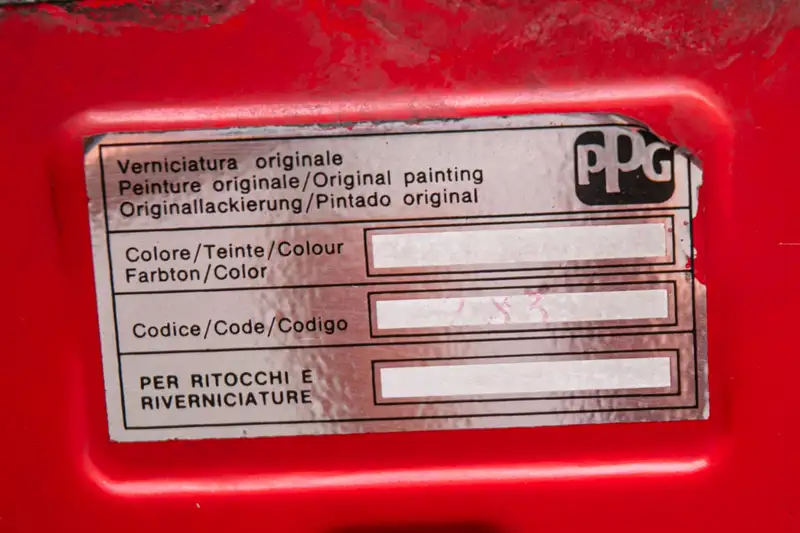 Verniciatura originale
PPG
Peinture originale/Original painting
Originallackierung/Pintado original
Colore/Teinte/Colour
Farbton/Color
Codice/Code/Codigo
PER RITOCCHI E
RIVERNICIATURE